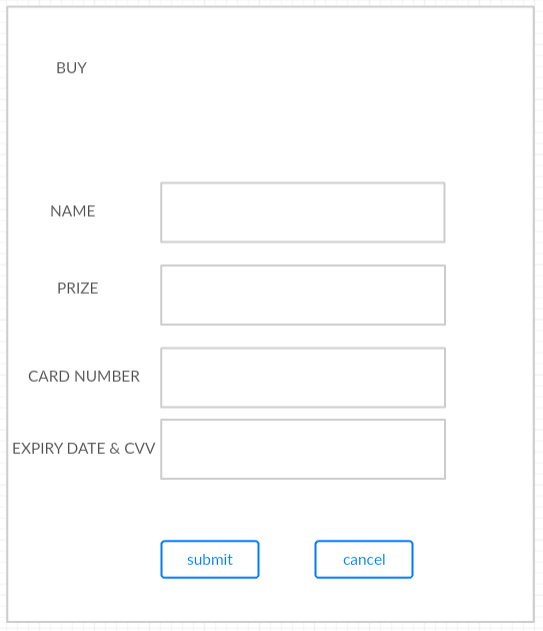 BUY
NAME
PRIZE
CARD NUMBER
EXPIRY DATE & CVV
submit
cancel